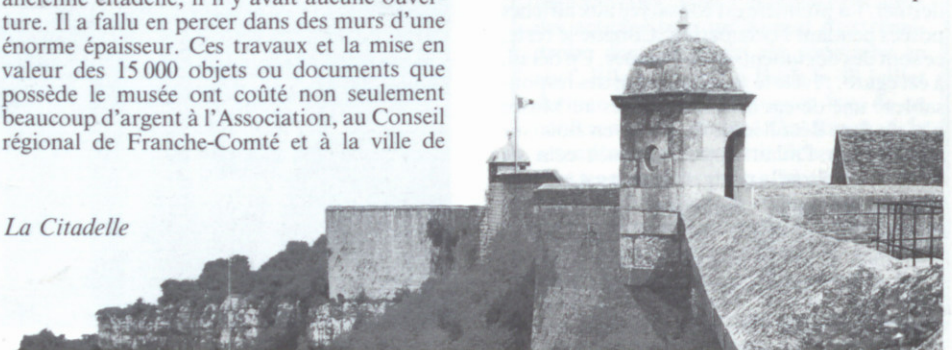 ancienne citadelle, il n'y avait aucune ouver-
ture. Il a fallu en percer dans des murs d'une
énorme épaisseur. Ces travaux et la mise en
valeur des 15 000 objets ou documents que
possède le musée ont coûté non seulement
beaucoup d'argent à l'Association, au Conseil
régional de Franche-Comté et à la ville de
La Citadelle